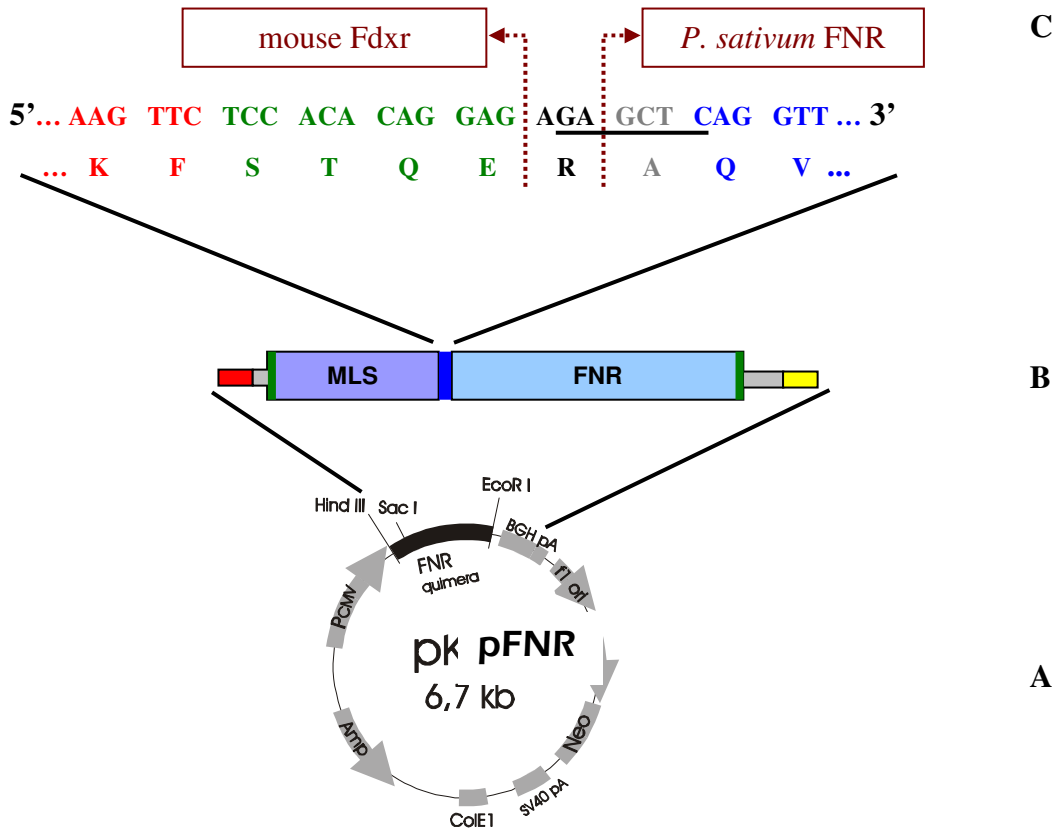 mouse Fdxr P. sativum FNR C
5’... AAG TTC TCC ACA CAG GAG AGA GCT CAG GTT ... 3’
... K F S T Q E R A Q V ...
MLS FNR B
EcoR I
Hind III Sac I
BGH pA
FNR
quimera
f1 ori
PCMV
pk pFNR
6,7 kb
A
Neo
Amp
SV40 pA
ColE1